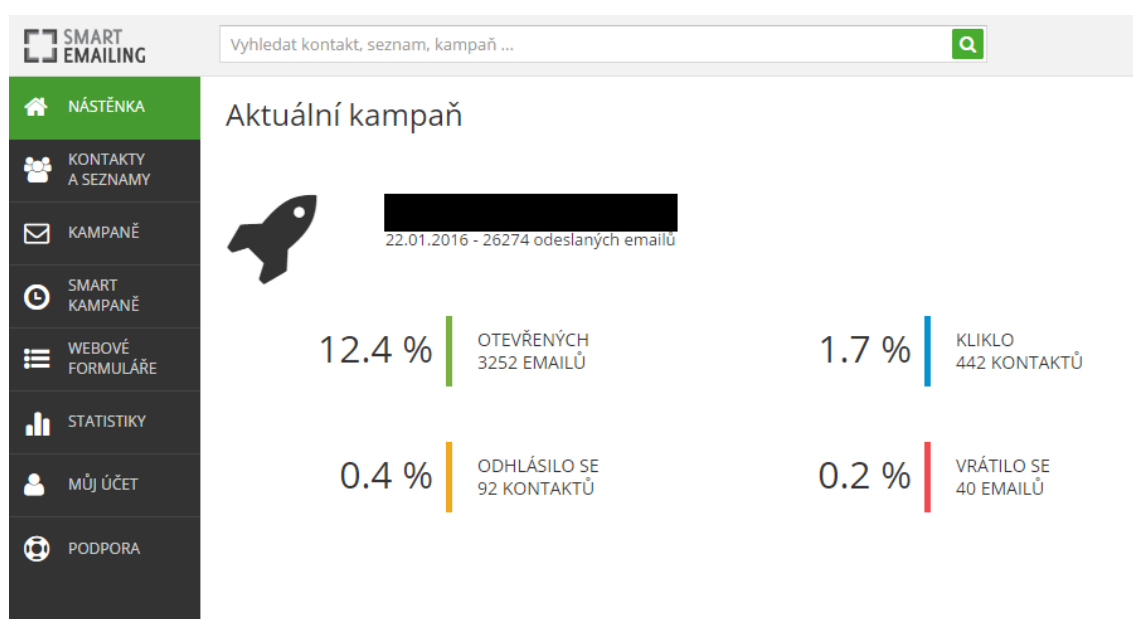 SMART
EMAILING
Vyhledat kontakt, seznam, kampaň ...
NÁSTĚNKA
KONTAKTY
A SEZNAMY
KAMPANĚ
SMART
KAMPANĚ
WEBOVÉ
FORMULÁŘE
STATISTIKY
MŮJ ÚČET
PODPORA
Aktuální kampaň
22.01.2016 - 26274 odeslaných emailů
12.4 %
OTEVŘENÝCH
3252 EMAILŮ
1.7 %
KLIKLO
442 KONTAKTŮ
0.4 %
ODHLÁSILO SE
92 KONTAKTŮ
0.2 %
VRÁTILO SE
40 EMAILŮ